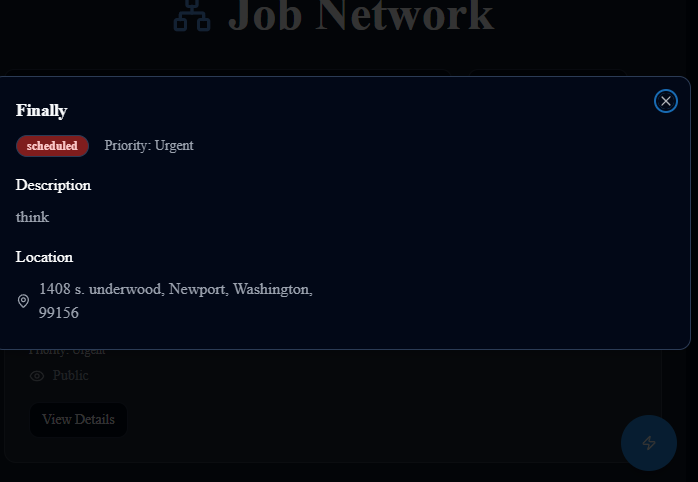 Job Network
Finally
scheduled Priority: Urgent
Description
think
Location
1408 s. underwood, Newport, Washington,
99156
Priority: Urgent
Public
View Details